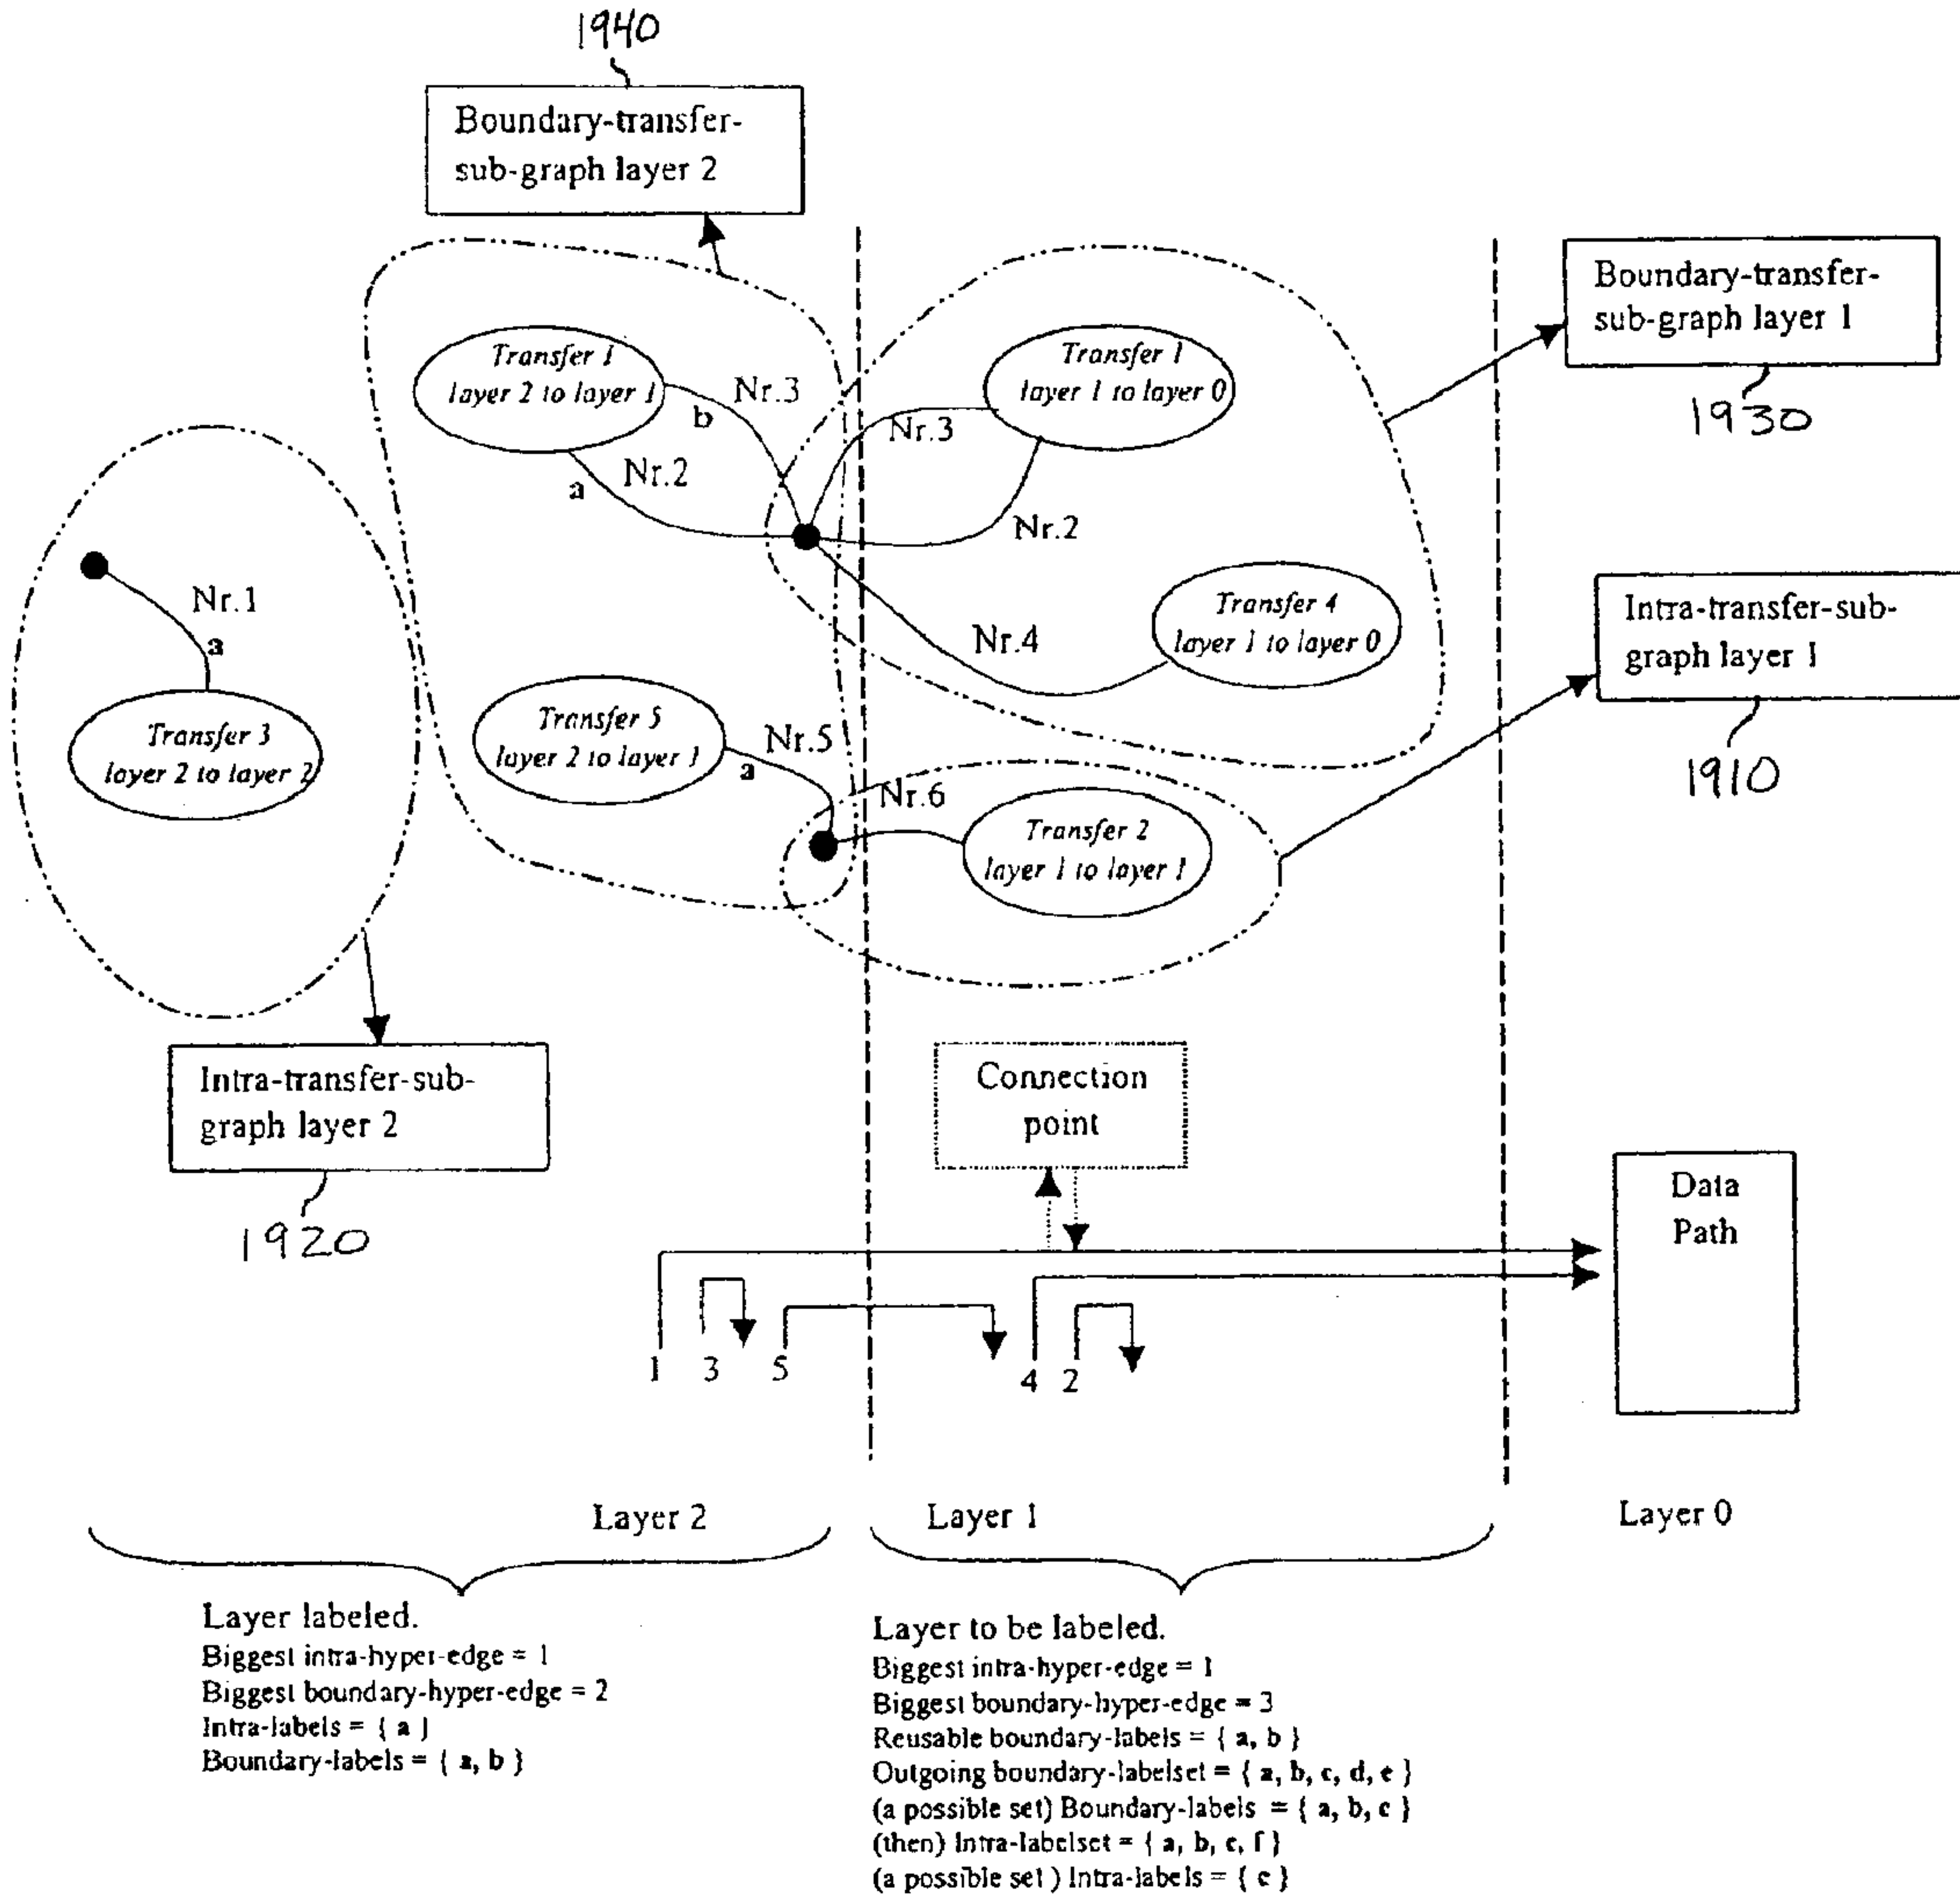 1940
Boundary-transfer-
sub-graph layer 2
Boundary-transfer-
sub-graph layer 1
1930
Transfer 1
layer 2 to layer 1
Nr.3
b
Nr.2
a
Transfer 1
layer 1 to layer 0
Nr.3
Nr.2
Nr.1
a
Transfer 3
layer 2 to layer 2
Transfer 4
layer 1 to layer 0
Nr.4
Intra-transfer-sub-
graph layer 1
1910
Transfer 5
layer 2 to layer 1
Nr.5
a
Nr.6
Transfer 2
layer 1 to layer 1
Intra-transfer-sub-
graph layer 2
1920
Connection
point
Data
Path
1 3 5 4 2
Layer 2 Layer 1 Layer 0
Layer labeled.
Biggest intra-hyper-edge = 1
Biggest boundary-hyper-edge = 2
Intra-labels = { a }
Boundary-labels = { a, b }
Layer to be labeled.
Biggest intra-hyper-edge = 1
Biggest boundary-hyper-edge = 3
Reusable boundary-labels = { a, b }
Outgoing boundary-labelset = { a, b, c, d, e }
(a possible set) Boundary-labels = { a, b, c }
(then) Intra-labelset = { a, b, c, f }
(a possible set ) Intra-labels = { c }